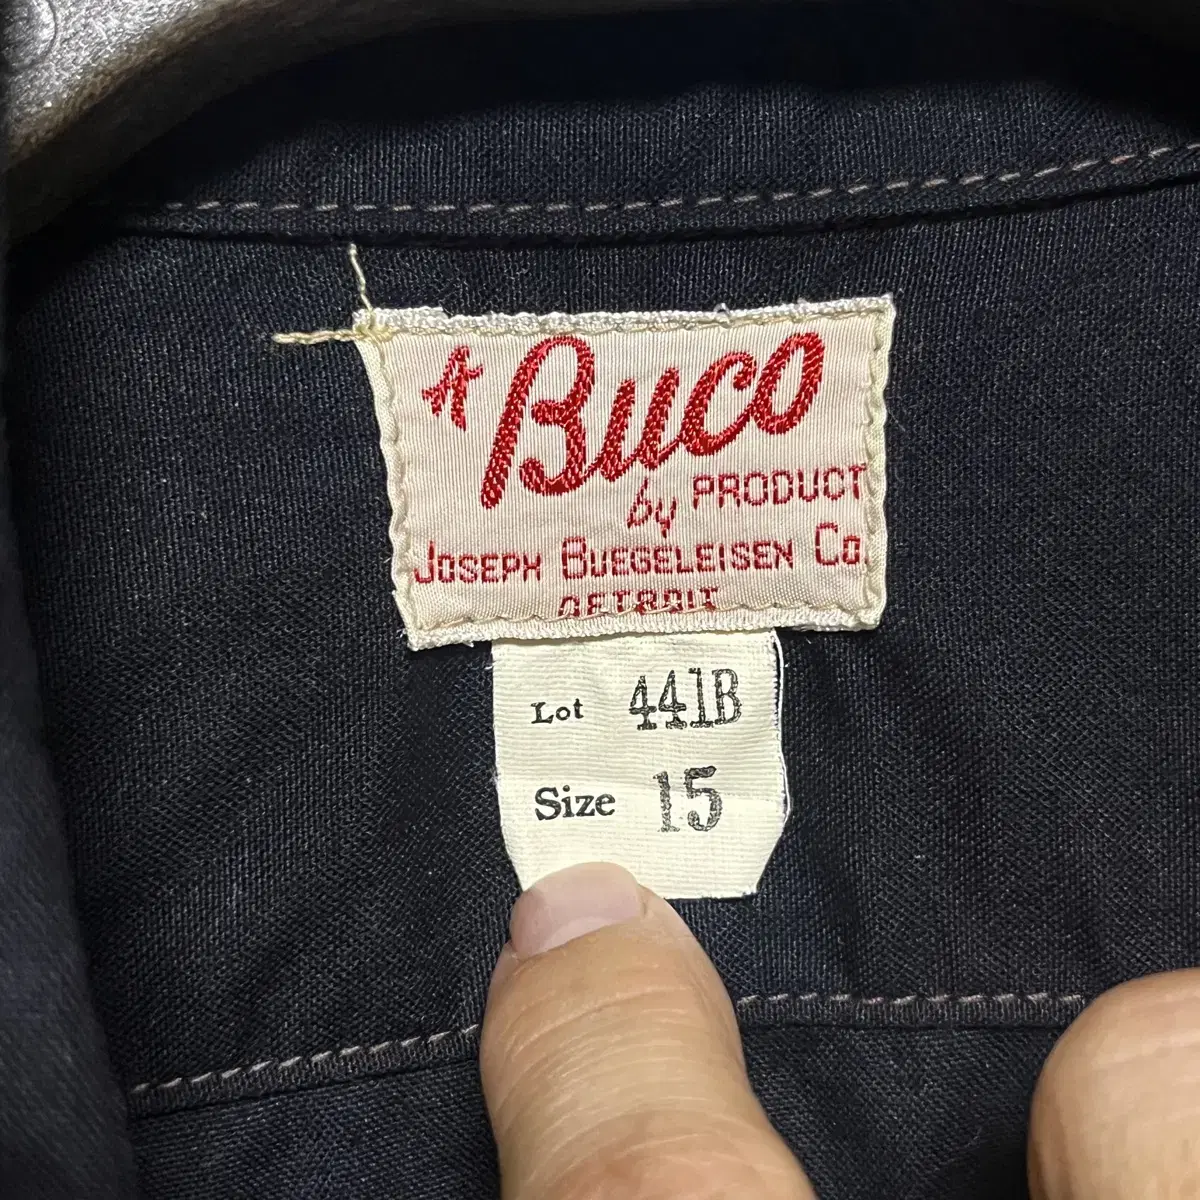 A Buco
by PRODUCT
JOSEPH BUEGELEISEN CO.
DETROIT
Lot 441B
Size 15